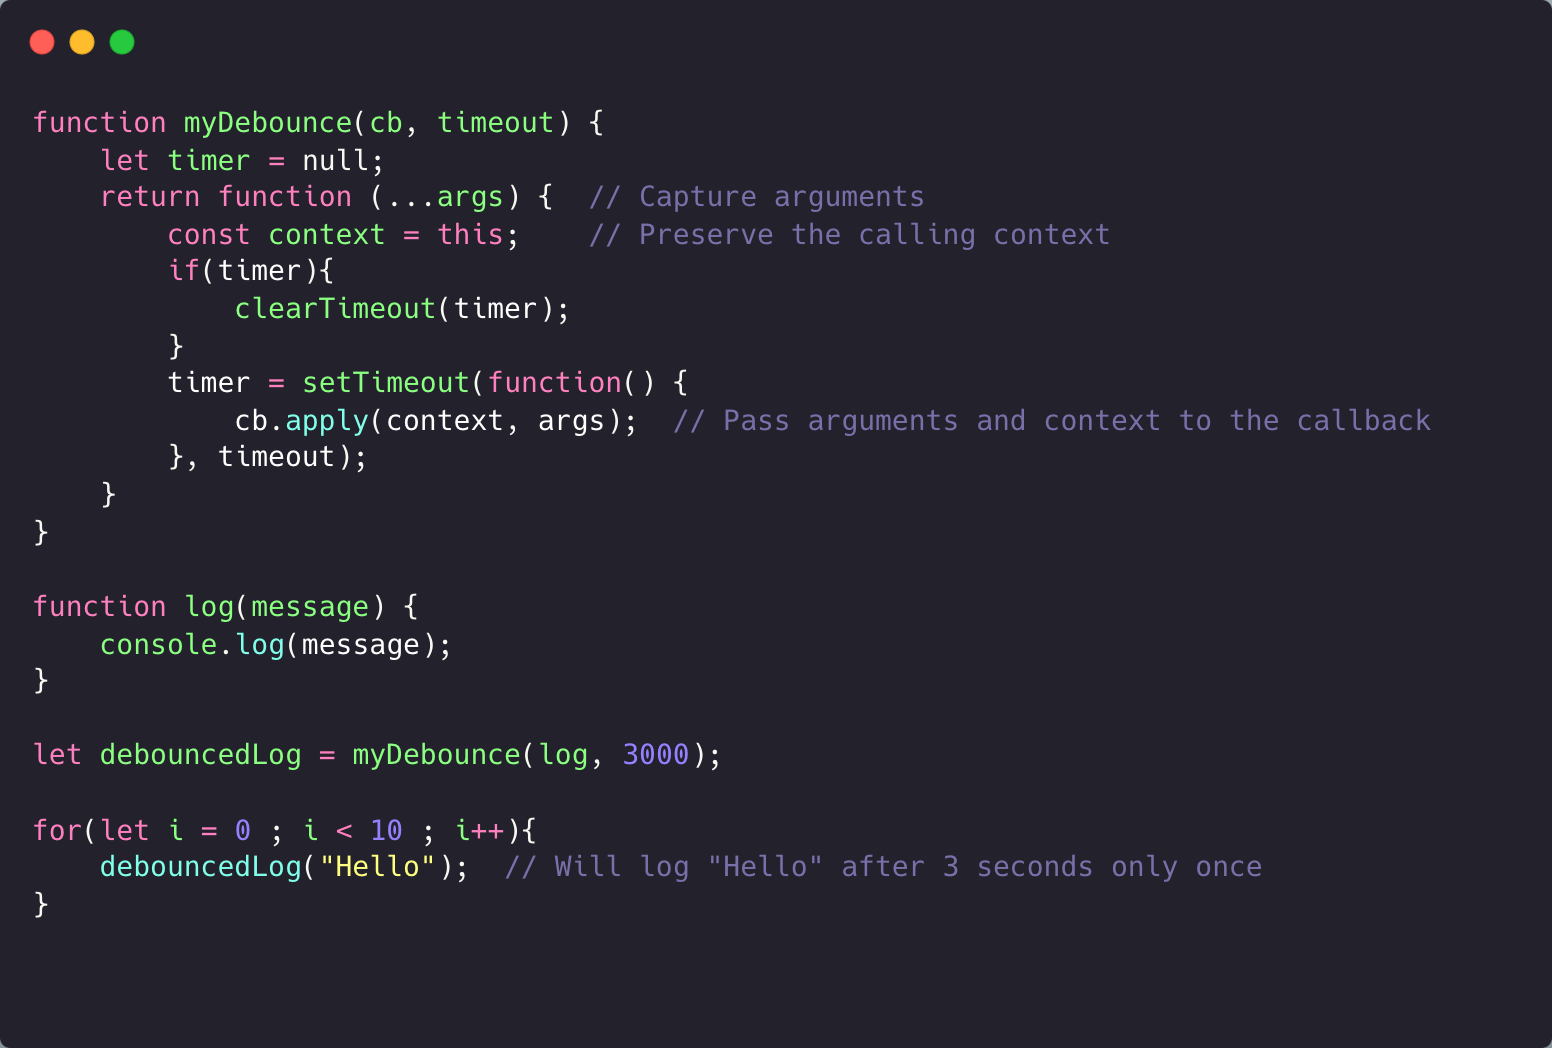 function myDebounce(cb, timeout) {
    let timer = null;
    return function (...args) {  // Capture arguments
        const context = this;    // Preserve the calling context
        if(timer){
            clearTimeout(timer);
        }
        timer = setTimeout(function() {
            cb.apply(context, args);  // Pass arguments and context to the callback
        }, timeout);
    }
}

function log(message) {
    console.log(message);
}

let debouncedLog = myDebounce(log, 3000);

for(let i = 0 ; i < 10 ; i++){
    debouncedLog("Hello");  // Will log "Hello" after 3 seconds only once
}